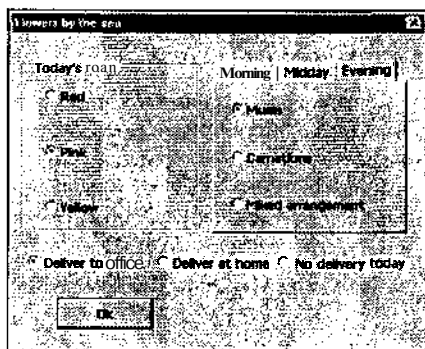 Flowers by the sea
Today's roan
Morning | Midday Evening
Red
Mums
Pink
Carnations
Yellow
Mixed arrangement
Deliver to office Deliver at home No delivery today
Ok